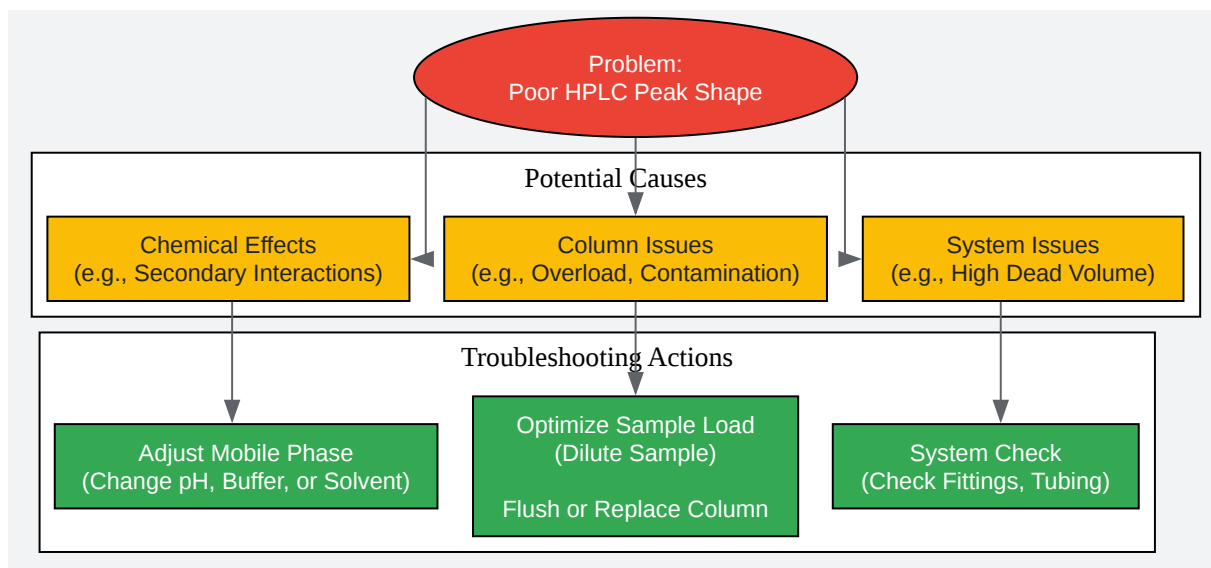 Problem:
Poor HPLC Peak Shape
Potential Causes
Chemical Effects
(e.g., Secondary Interactions)
Column Issues
(e.g., Overload, Contamination)
System Issues
(e.g., High Dead Volume)
Troubleshooting Actions
Adjust Mobile Phase
(Change pH, Buffer, or Solvent)
Optimize Sample Load
(Dilute Sample)
Flush or Replace Column
System Check
(Check Fittings, Tubing)